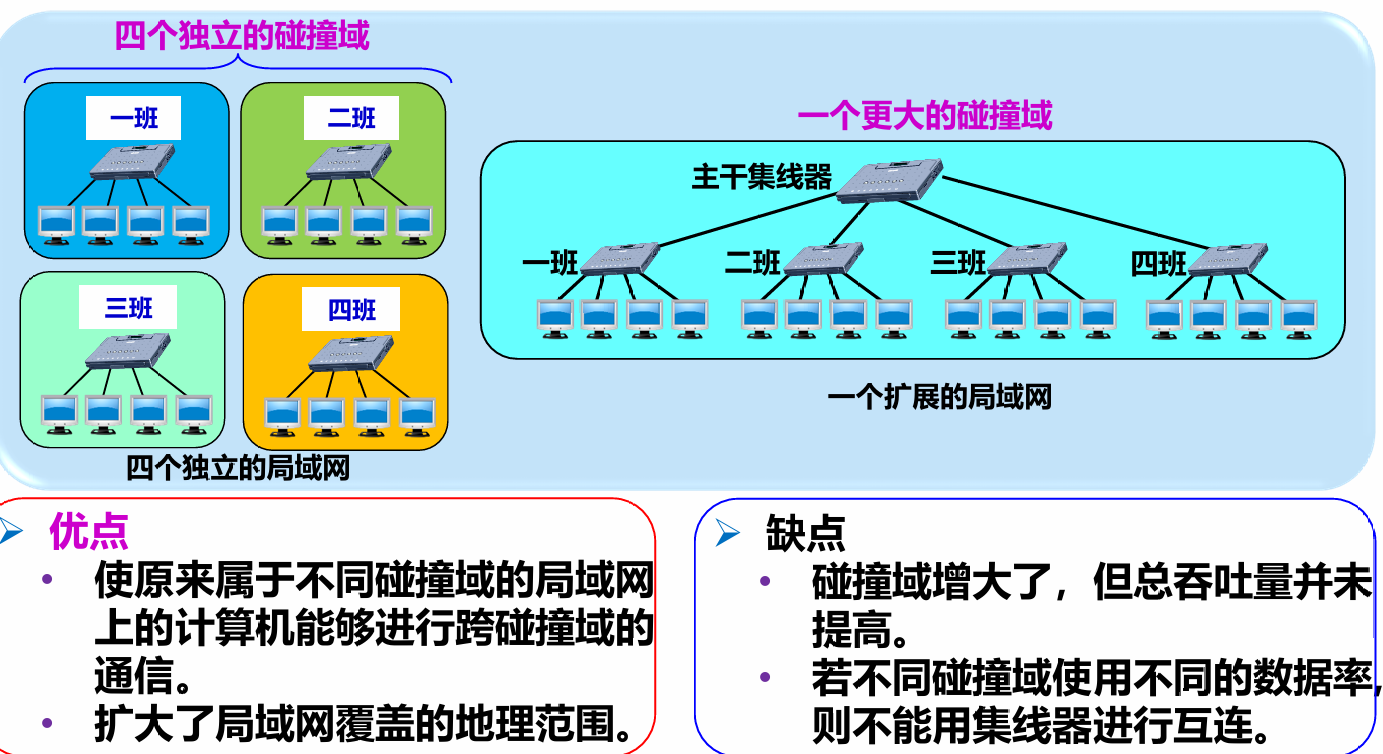 四个独立的碰撞域
一班
二班
三班
四班
四个独立的局域网
一个更大的碰撞域
主干集线器
一班
二班
三班
四班
一个扩展的局域网
优点
使原来属于不同碰撞域的局域网
上的计算机能够进行跨碰撞域的
通信。
扩大了局域网覆盖的地理范围。
缺点
碰撞域增大了，但总吞吐量并未
提高。
若不同碰撞域使用不同的数据率，
则不能用集线器进行互连。